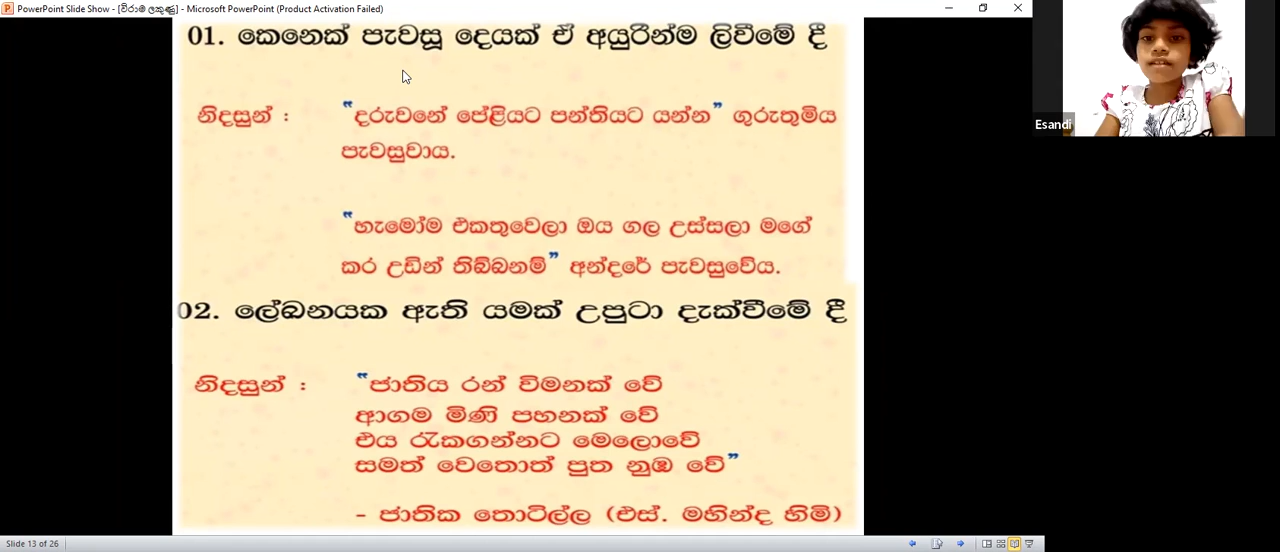 PowerPoint Slide Show - [විරාම ලකුණු] - Microsoft PowerPoint (Product Activation Failed)
01. කෙනෙක් පැවසූ දෙයක් ඒ අයුරින්ම ලිවීමේ දී
නිදසුන් : "දරුවනේ පේළියට පන්තියට යන්න" ගුරුතුමිය
පැවසුවාය.
"හැමෝම එකතුවෙලා ඔය ගල උස්සලා මගේ
කර උඩින් තිබ්බනම්" අන්දරේ පැවසුවේය.
02. ලේඛනයක ඇති යමක් උපුටා දැක්වීමේ දී
නිදසුන් : "ජාතිය රන් විමනක් වේ
ආගම මිණි පහනක් වේ
එය රැකගන්නට මෙලොවේ
සමත් වෙතොත් පුත නුඹ වේ"
- ජාතික තොටිල්ල (එස්. මහින්ද හිමි)
Esandi
Slide 13 of 26